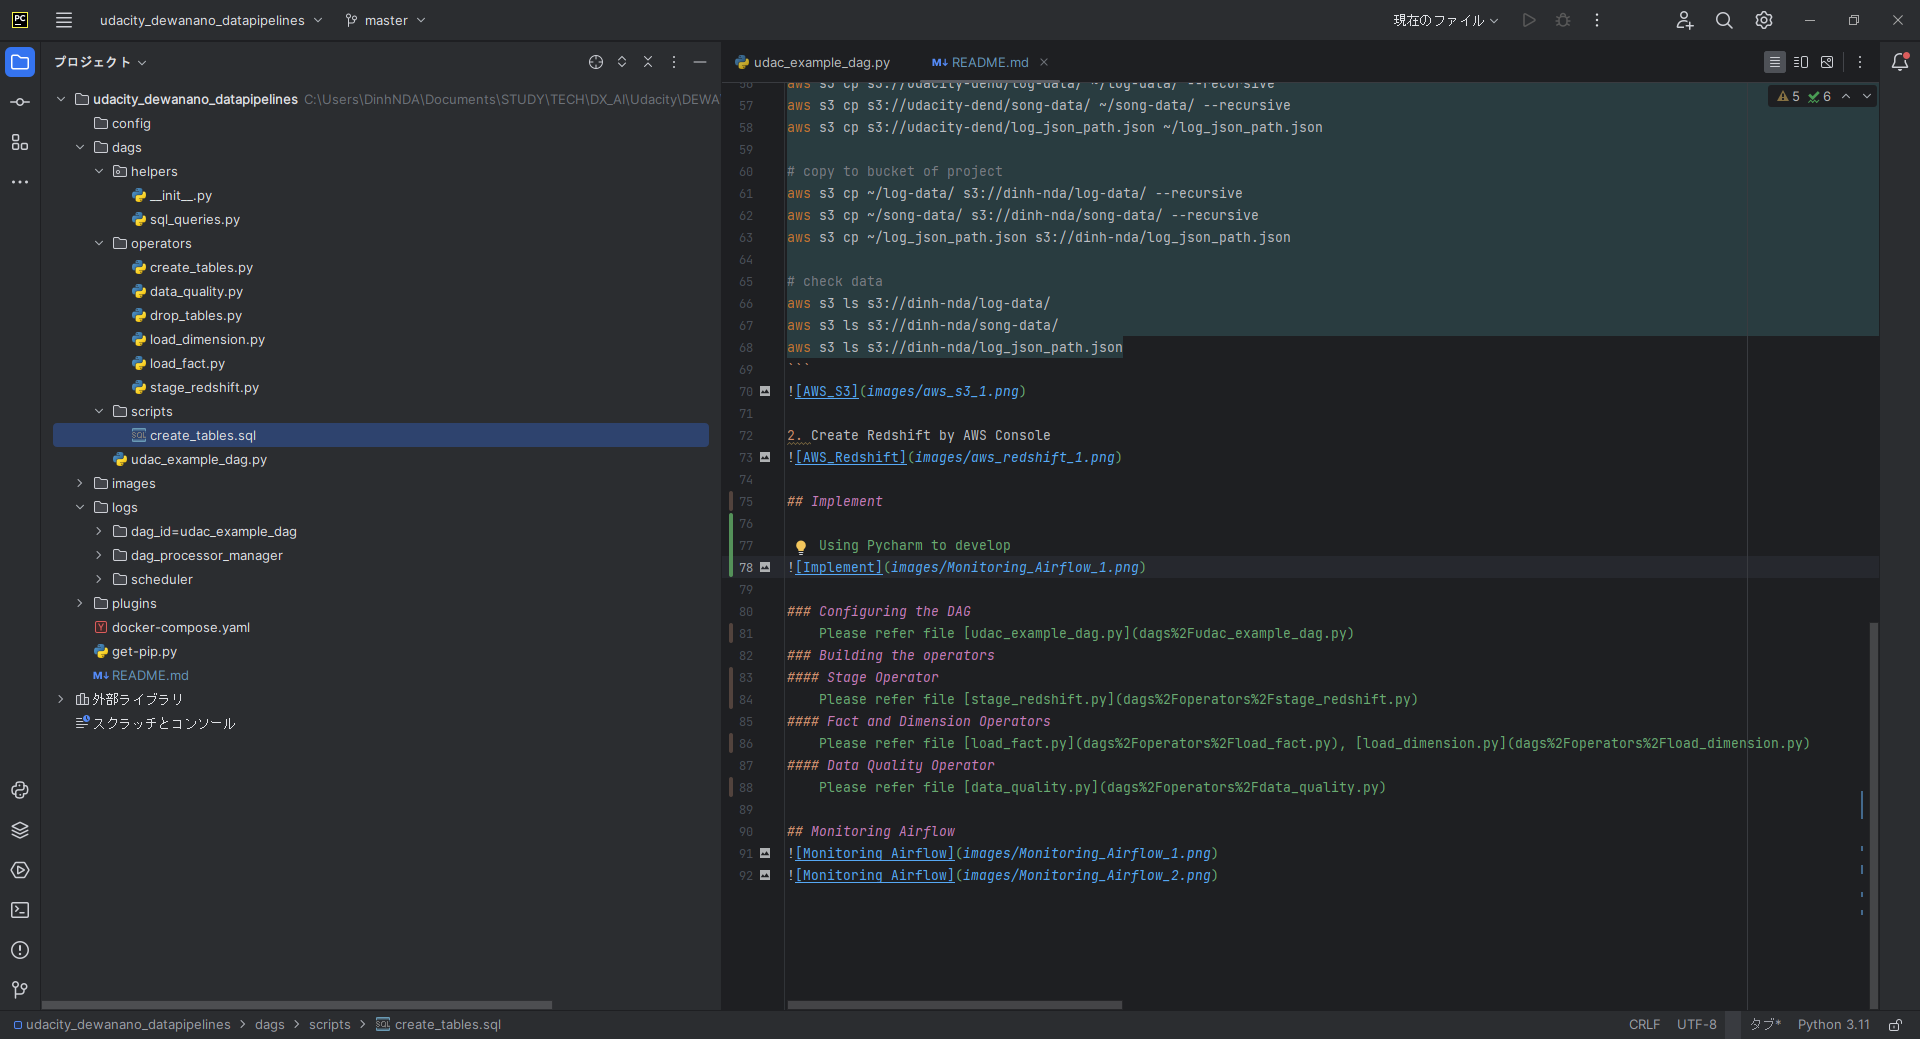 PC
udacity_dewanano_datapipelines
master
現在のファイル
プロジェクト
udacity_dewanano_datapipelines C:\Users\DinhNDA\Documents\STUDY\TECH\DX_AI\Udacity\DEWA
config
dags
helpers
__init__.py
sql_queries.py
operators
create_tables.py
data_quality.py
drop_tables.py
load_dimension.py
load_fact.py
stage_redshift.py
scripts
create_tables.sql
udac_example_dag.py
images
logs
dag_id=udac_example_dag
dag_processor_manager
scheduler
plugins
docker-compose.yaml
get-pip.py
README.md
外部ライブラリ
スクラッチとコンソール
udac_example_dag.py
README.md
5 6
56 aws s3 cp s3://udacity-dend/log-data/ ~/log-data/ --recursive
57 aws s3 cp s3://udacity-dend/song-data/ ~/song-data/ --recursive
58 aws s3 cp s3://udacity-dend/log_json_path.json ~/log_json_path.json
59
60 # copy to bucket of project
61 aws s3 cp ~/log-data/ s3://dinh-nda/log-data/ --recursive
62 aws s3 cp ~/song-data/ s3://dinh-nda/song-data/ --recursive
63 aws s3 cp ~/log_json_path.json s3://dinh-nda/log_json_path.json
64
65 # check data
66 aws s3 ls s3://dinh-nda/log-data/
67 aws s3 ls s3://dinh-nda/song-data/
68 aws s3 ls s3://dinh-nda/log_json_path.json
69 ```
70 ![AWS_S3](images/aws_s3_1.png)
71
72 2. Create Redshift by AWS Console
73 ![AWS_Redshift](images/aws_redshift_1.png)
74
75 ## Implement
76
77 Using Pycharm to develop
78 ![Implement](images/Monitoring_Airflow_1.png)
79
80 ### Configuring the DAG
81 Please refer file [udac_example_dag.py](dags%2Fudac_example_dag.py)
82 ### Building the operators
83 #### Stage Operator
84 Please refer file [stage_redshift.py](dags%2Foperators%2Fstage_redshift.py)
85 #### Fact and Dimension Operators
86 Please refer file [load_fact.py](dags%2Foperators%2Fload_fact.py), [load_dimension.py](dags%2Foperators%2Fload_dimension.py)
87 #### Data Quality Operator
88 Please refer file [data_quality.py](dags%2Foperators%2Fdata_quality.py)
89
90 ## Monitoring Airflow
91 ![Monitoring Airflow](images/Monitoring_Airflow_1.png)
92 ![Monitoring Airflow](images/Monitoring_Airflow_2.png)
udacity_dewanano_datapipelines > dags > scripts > create_tables.sql
CRLF UTF-8 タブ* Python 3.11